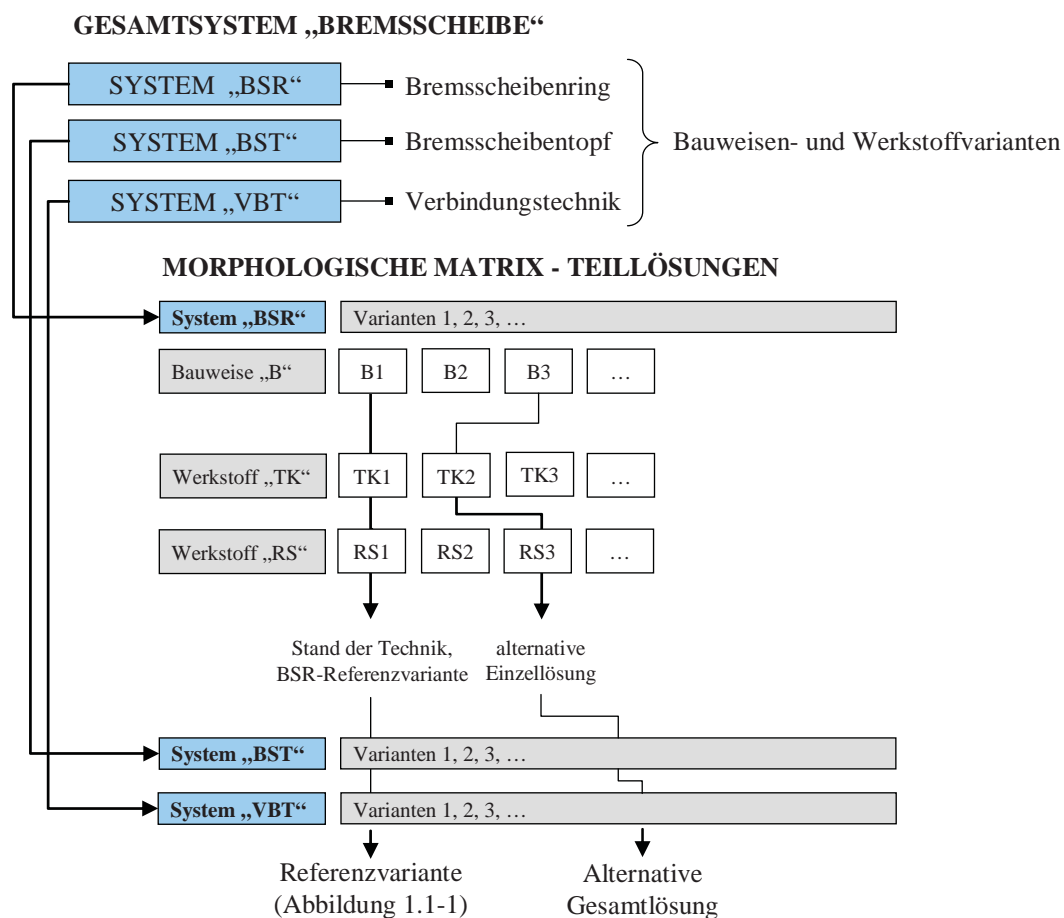 GESAMTSYSTEM „BREMSSCHEIBE“
SYSTEM „BSR“
Bremsscheibenring
SYSTEM „BST“
Bremsscheibentopf
Bauweisen- und Werkstoffvarianten
SYSTEM „VBT“
Verbindungstechnik
MORPHOLOGISCHE MATRIX - TEILLÖSUNGEN
System „BSR“ Varianten 1, 2, 3, …
Bauweise „B“ B1 B2 B3 …
Werkstoff „TK“ TK1 TK2 TK3 …
Werkstoff „RS“ RS1 RS2 RS3 …
Stand der Technik,
BSR-Referenzvariante
alternative
Einzellösung
System „BST“ Varianten 1, 2, 3, …
System „VBT“ Varianten 1, 2, 3, …
Referenzvariante
(Abbildung 1.1-1)
Alternative
Gesamtlösung